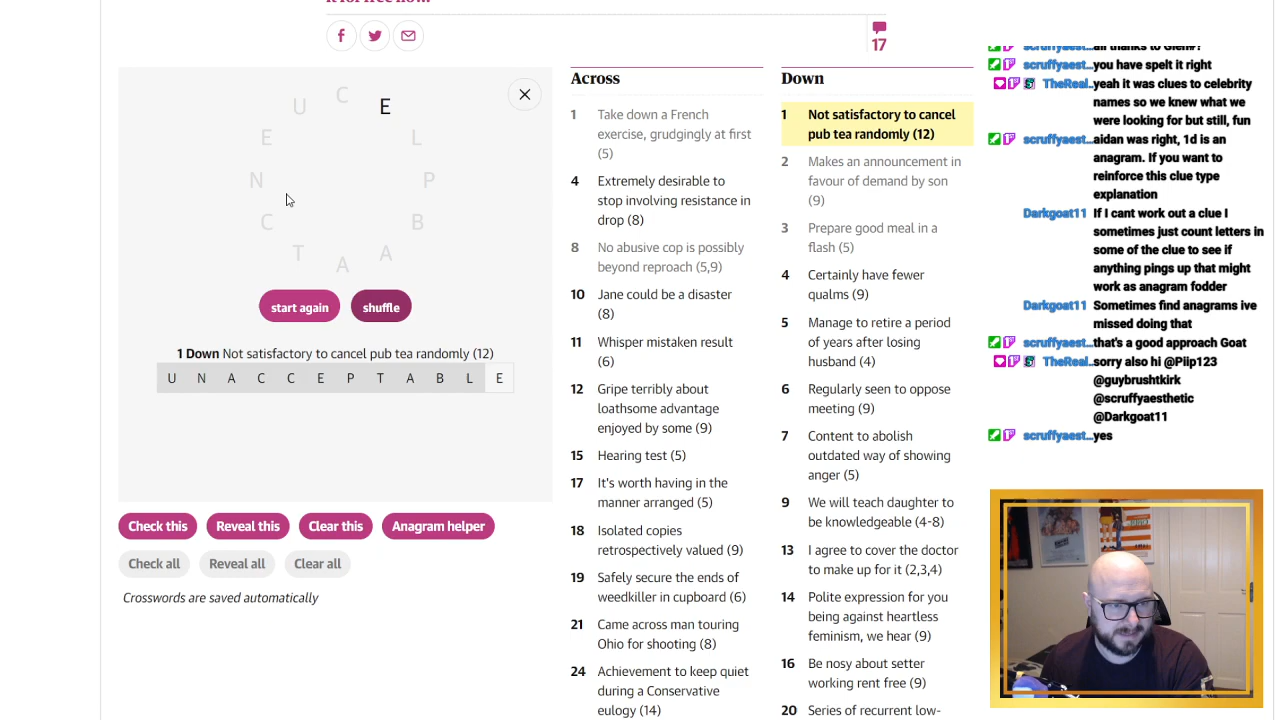 17
U C E
E L
N P
C B
T A
A
start again shuffle
1 Down Not satisfactory to cancel pub tea randomly (12)
U N A C C E P T A B L E
Check this Reveal this Clear this Anagram helper
Check all Reveal all Clear all
Crosswords are saved automatically
Across
1 Take down a French
exercise, grudgingly at first
(5)
4 Extremely desirable to
stop involving resistance in
drop (8)
8 No abusive cop is possibly
beyond reproach (5,9)
10 Jane could be a disaster
(8)
11 Whisper mistaken result
(6)
12 Gripe terribly about
loathsome advantage
enjoyed by some (9)
15 Hearing test (5)
17 It's worth having in the
manner arranged (5)
18 Isolated copies
retrospectively valued (9)
19 Safely secure the ends of
weedkiller in cupboard (6)
21 Came across man touring
Ohio for shooting (8)
24 Achievement to keep quiet
during a Conservative
eulogy (14)
Down
1 Not satisfactory to cancel
pub tea randomly (12)
2 Makes an announcement in
favour of demand by son
(9)
3 Prepare good meal in a
flash (5)
4 Certainly have fewer
qualms (9)
5 Manage to retire a period
of years after losing
husband (4)
6 Regularly seen to oppose
meeting (9)
7 Content to abolish
outdated way of showing
anger (5)
9 We will teach daughter to
be knowledgeable (4-8)
13 I agree to cover the doctor
to make up for it (2,3,4)
14 Polite expression for you
being against heartless
feminism, we hear (9)
16 Be nosy about setter
working rent free (9)
20 Series of recurrent low-
scruffyaest... you have spelt it right
TheReal.. yeah it was clues to celebrity
names so we knew what we
were looking for but still, fun
scruffyaest... aidan was right, 1d is an
anagram. If you want to
reinforce this clue type
explanation
Darkgoat11 If I cant work out a clue I
sometimes just count letters in
some of the clue to see if
anything pings up that might
work as anagram fodder
Darkgoat11 Sometimes find anagrams ive
missed doing that
scruffyaest... that's a good approach Goat
TheReal.. sorry also hi @Piip123
@guybrushtkirk
@scruffyaesthetic
@Darkgoat11
scruffyaest... yes